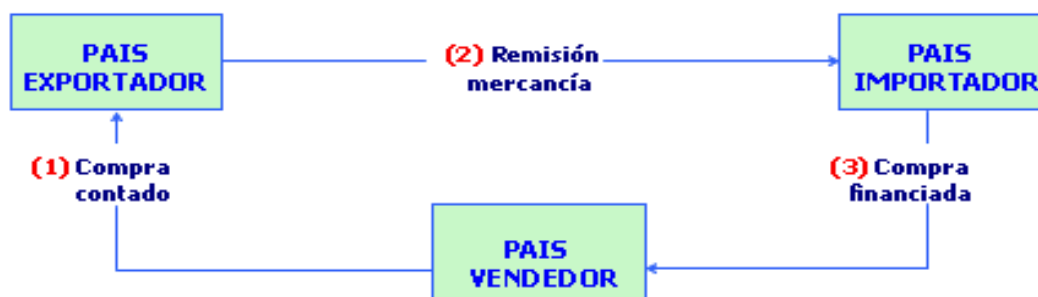 PAIS
EXPORTADOR
(2) Remisión
mercancía
PAIS
IMPORTADOR
(1) Compra
contado
(3) Compra
financiada
PAIS
VENDEDOR